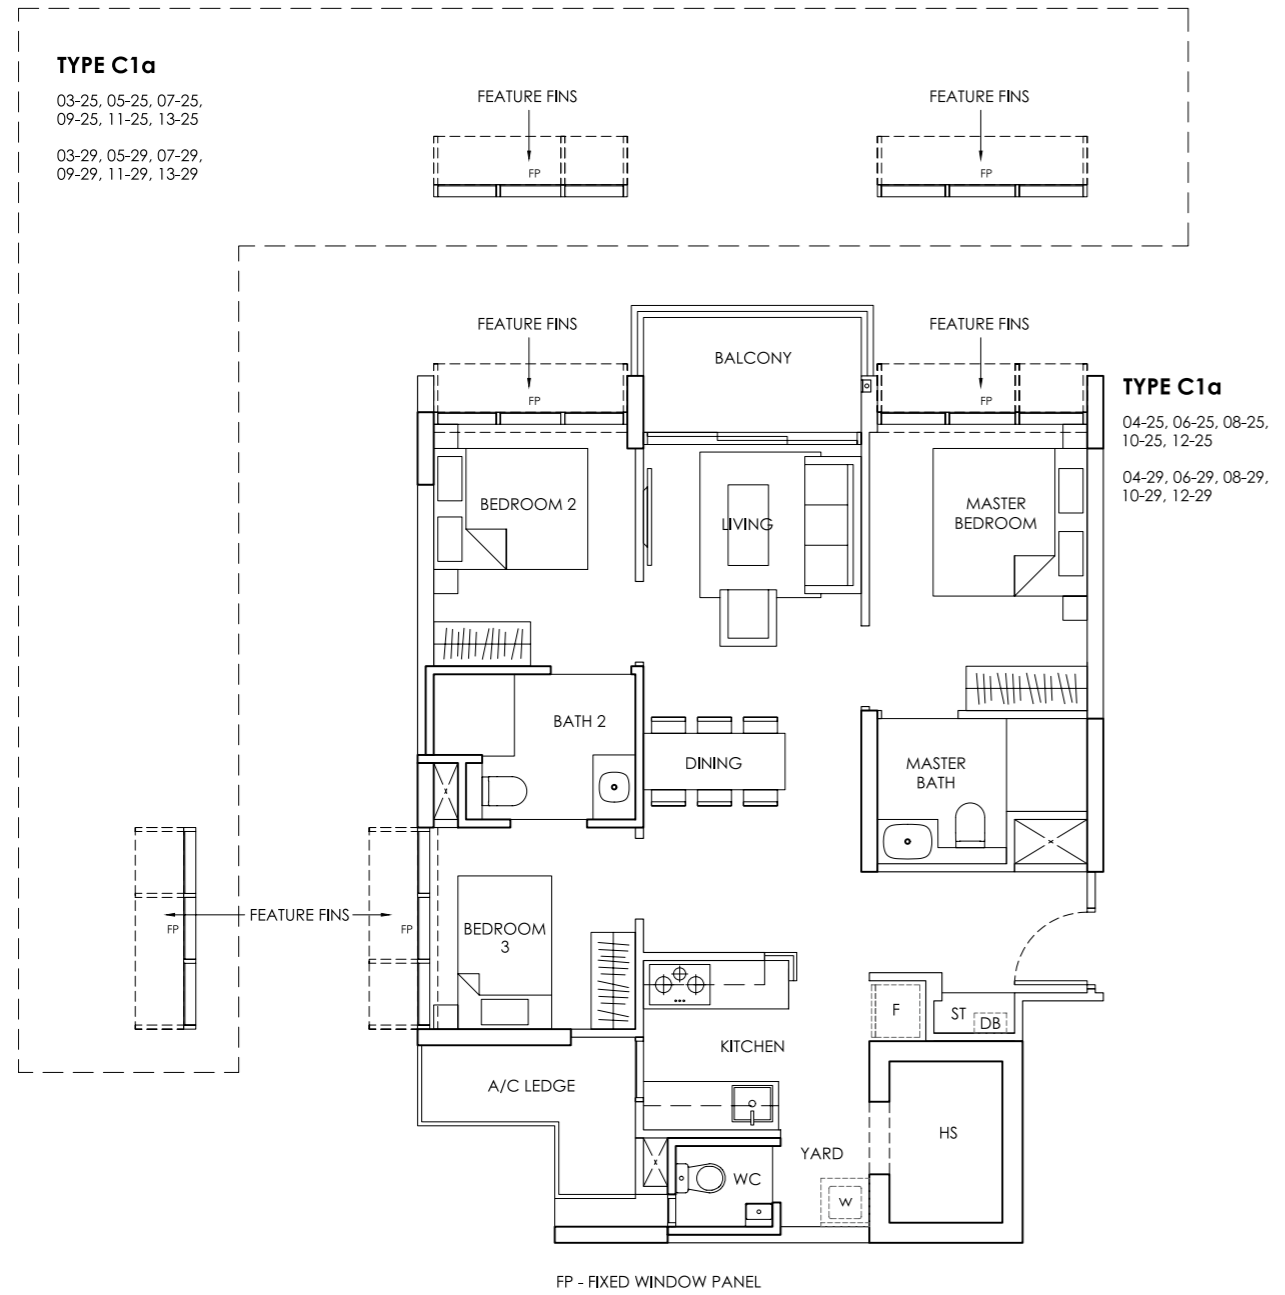 TYPE C1a
03-25, 05-25, 07-25,
09-25, 11-25, 13-25
03-29, 05-29, 07-29,
09-29, 11-29, 13-29
FEATURE FINS
FP
FEATURE FINS
FP
FEATURE FINS
FP
BALCONY
FEATURE FINS
FP
TYPE C1a
04-25, 06-25, 08-25,
10-25, 12-25
04-29, 06-29, 08-29,
10-29, 12-29
BEDROOM 2
LIVING
MASTER
BEDROOM
BATH 2
DINING
MASTER
BATH
FP
FEATURE FINS
FP
BEDROOM
3
F
ST
DB
KITCHEN
A/C LEDGE
HS
YARD
WC
W
FP - FIXED WINDOW PANEL